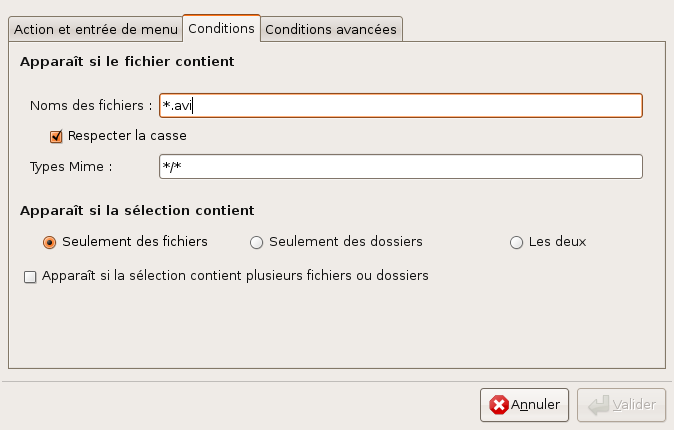 Action et entrée de menu Conditions Conditions avancées
Apparaît si le fichier contient
Noms des fichiers : *.avi
Respecter la casse
Types Mime : */*
Apparaît si la sélection contient
Seulement des fichiers Seulement des dossiers Les deux
Apparaît si la sélection contient plusieurs fichiers ou dossiers
Annuler Valider